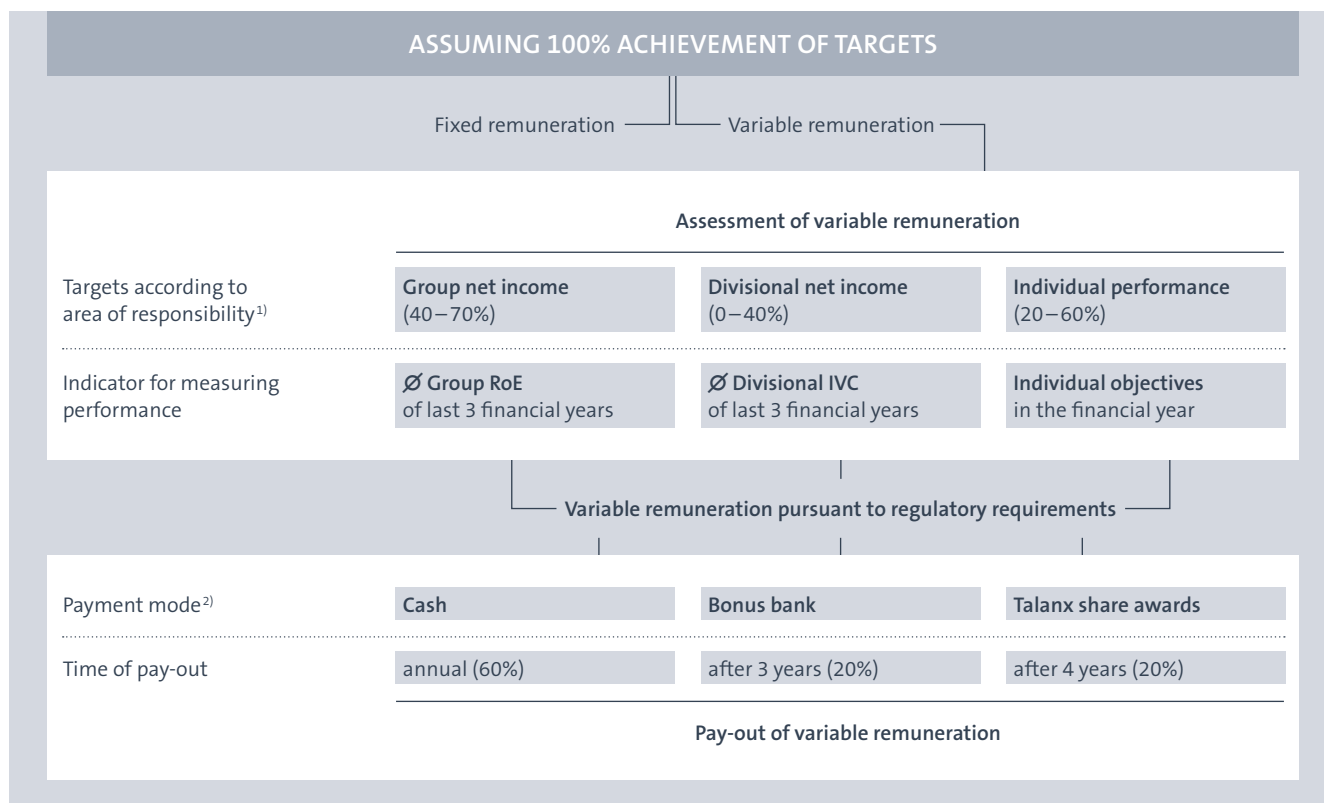 ASSUMING 100% ACHIEVEMENT OF TARGETS
Fixed remuneration
Variable remuneration
Assessment of variable remuneration
Targets according to
area of responsibility¹⁾
Group net income
(40–70%)
Divisional net income
(0–40%)
Individual performance
(20–60%)
Indicator for measuring
performance
Ø Group RoE
of last 3 financial years
Ø Divisional IVC
of last 3 financial years
Individual objectives
in the financial year
Variable remuneration pursuant to regulatory requirements
Payment mode²⁾
Cash
Bonus bank
Talanx share awards
Time of pay-out
annual (60%)
after 3 years (20%)
after 4 years (20%)
Pay-out of variable remuneration